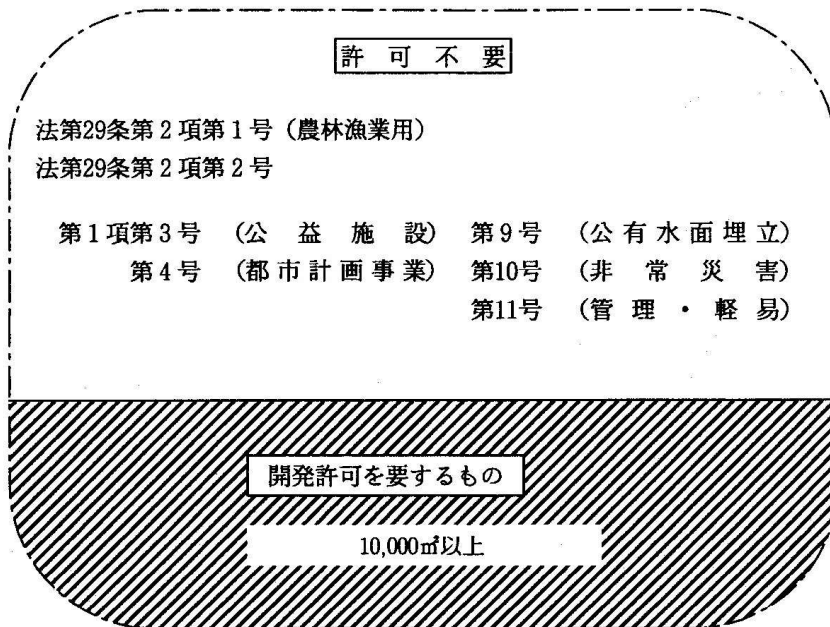 許可不要
法第29条第2項第1号(農林漁業用)
法第29条第2項第2号
第1項第3号 (公益施設) 第9号 (公有水面埋立)
第4号 (都市計画事業) 第10号 (非常災害)
第11号 (管理・軽易)
開発許可を要するもの
10,000㎡以上